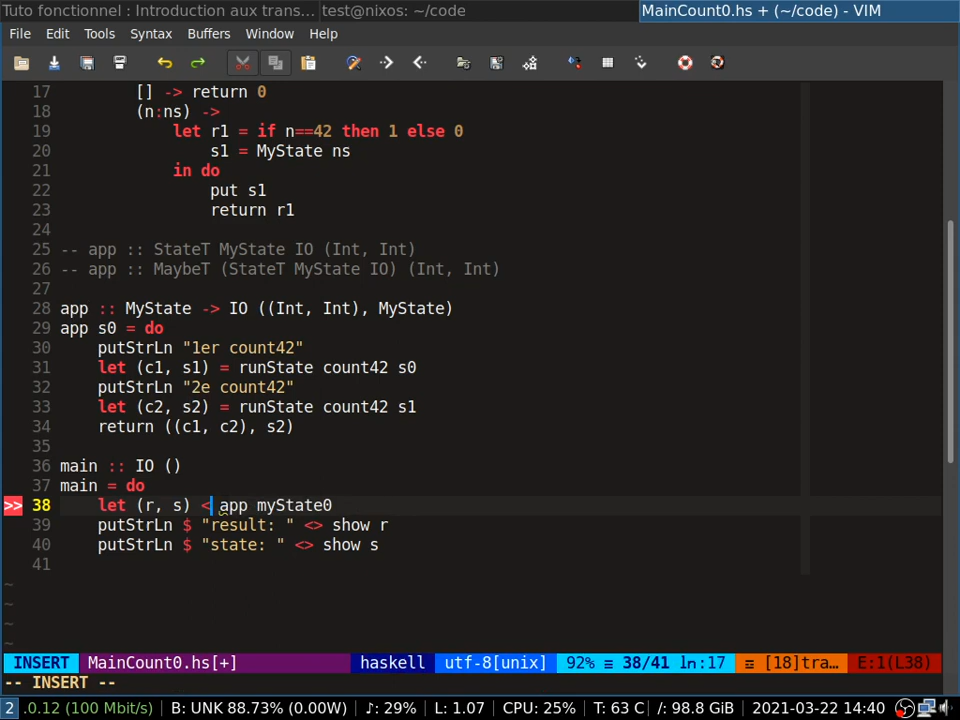 Tuto fonctionnel : Introduction aux trans… test@nixos: ~/code MainCount0.hs + (~/code) - VIM
File Edit Tools Syntax Buffers Window Help
17 [] -> return 0
18 (n:ns) ->
19 let r1 = if n==42 then 1 else 0
20 s1 = MyState ns
21 in do
22 put s1
23 return r1
24
25 -- app :: StateT MyState IO (Int, Int)
26 -- app :: MaybeT (StateT MyState IO) (Int, Int)
27
28 app :: MyState -> IO ((Int, Int), MyState)
29 app s0 = do
30 putStrLn "1er count42"
31 let (c1, s1) = runState count42 s0
32 putStrLn "2e count42"
33 let (c2, s2) = runState count42 s1
34 return ((c1, c2), s2)
35
36 main :: IO ()
37 main = do
>> 38 let (r, s) < app myState0
39 putStrLn $ "result: " <> show r
40 putStrLn $ "state: " <> show s
41
~
~
~
~
INSERT MainCount0.hs[+] haskell utf-8[unix] 92% ≡ 38/41 ln:17 ☲ [18]tra… E:1(L38)
-- INSERT --
2 .0.12 (100 Mbit/s) B: UNK 88.73% (0.00W) ♪: 29% L: 1.07 CPU: 25% T: 63 C /: 98.8 GiB 2021-03-22 14:40